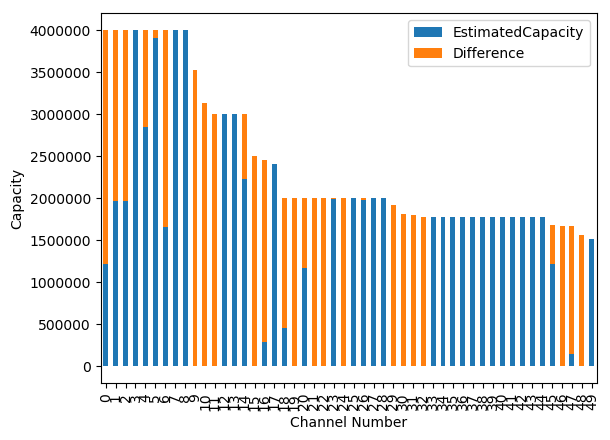 EstimatedCapacity
Difference
4000000
3500000
3000000
2500000
2000000
1500000
1000000
500000
0
Capacity
0 1 2 3 4 5 6 7 8 9 10 11 12 13 14 15 16 17 18 19 20 21 22 23 24 25 26 27 28 29 30 31 32 33 34 35 36 37 38 39 40 41 42 43 44 45 46 47 48 49
Channel Number